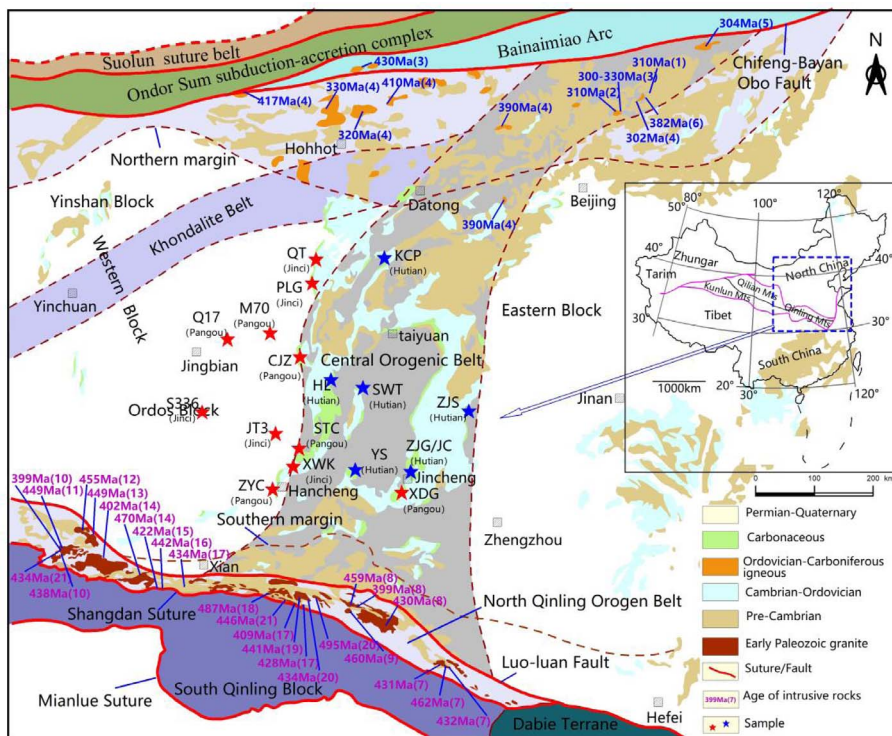 304Ma(5)
Suolun suture belt
Ondor Sum subduction-accretion complex
Bainaimiao Arc
430Ma(3)
N
310Ma(1)
Chifeng-Bayan
Obo Fault
330Ma(4)
410Ma(4)
300-330Ma(3)
417Ma(4)
390Ma(4)
310Ma(2)
382Ma(6)
320Ma(4)
302Ma(4)
Hohhot
Northern margin
Yinshan Block
Khondalite Belt
Datong
Beijing
390Ma(4)
Western Block
QT
(Jinci)
KCP
(Hutian)
PLG
(Jinci)
Yinchuan
Eastern Block
Q17
(Pangou)
M70
(Pangou)
taiyuan
Jingbian
CJZ
(Pangou)
Central Orogenic Belt
HL
(Hutian)
SWT
(Hutian)
ZJS
(Hutian)
Jinan
S336
Ordos Block
(Jinci)
JT3
(Jinci)
STC
(Pangou)
YS
(Hutian)
ZJG/JC
(Hutian)
XWK
(Jinci)
Jincheng
ZYC
(Pangou)
Hancheng
XDG
(Pangou)
Southern margin
Zhengzhou
Xian
399Ma(10)
449Ma(11)
455Ma(12)
449Ma(13)
402Ma(14)
470Ma(14)
422Ma(15)
442Ma(16)
434Ma(17)
434Ma(21)
438Ma(10)
459Ma(8)
399Ma(8)
430Ma(8)
Shangdan Suture
487Ma(18)
446Ma(21)
409Ma(17)
441Ma(19)
428Ma(17)
434Ma(20)
495Ma(20)
460Ma(9)
North Qinling Orogen Belt
Luo-luan Fault
South Qinling Block
431Ma(7)
462Ma(7)
432Ma(7)
Mianlue Suture
Dabie Terrane
Hefei
50°
80°
100°
120°
40°
Zhungar
North China
40°
Tarim
Qilian Mts
Kunlun Mts
Qinling Mts
30
Tibet
30°
South China
1000km
20°
30°
100°
120°
0
100
200 km
Permian-Quaternary
Carbonaceous
Ordovician-Carboniferous
igneous
Cambrian-Ordovician
Pre-Cambrian
Early Paleozoic granite
Suture/Fault
399Ma(7)
Age of intrusive rocks
Sample